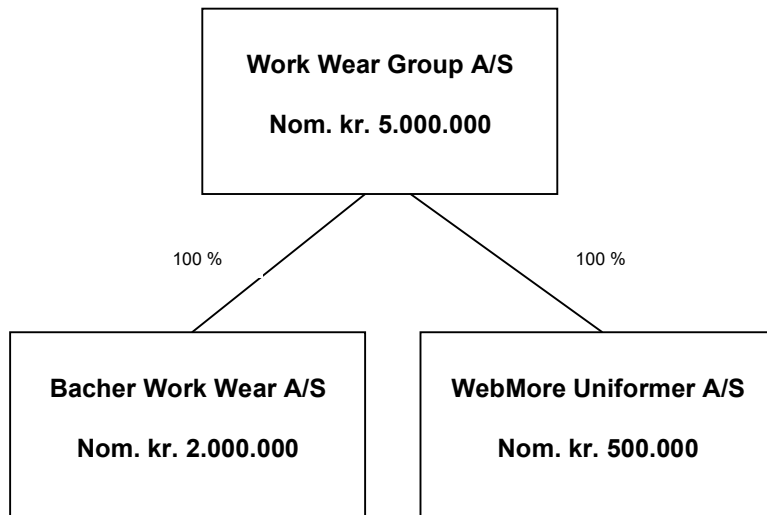 Work Wear Group A/S
Nom. kr. 5.000.000
100 %
100 %
Bacher Work Wear A/S
Nom. kr. 2.000.000
WebMore Uniformer A/S
Nom. kr. 500.000